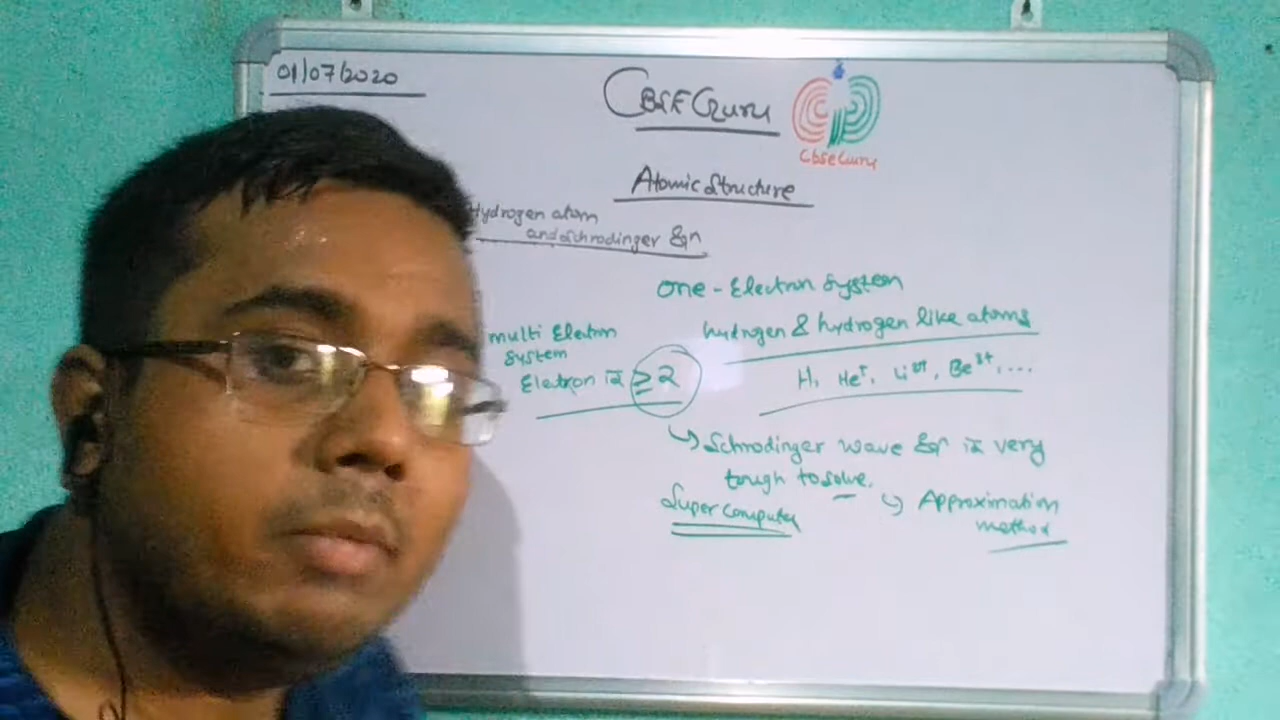 01/07/2020
CBSE Guru
CbseGuru
Atomic Structure
Hydrogen atom
and Schrodinger Eqn
One-Electron System
hydrogen & hydrogen like atoms
H, He⁺, Li²⁺, Be³⁺, ...
multi Electron
System
Electron is ≥ 2
↳ Schrodinger wave Eqn is very
tough to solve.
Super Computer
↳ Approximation
method